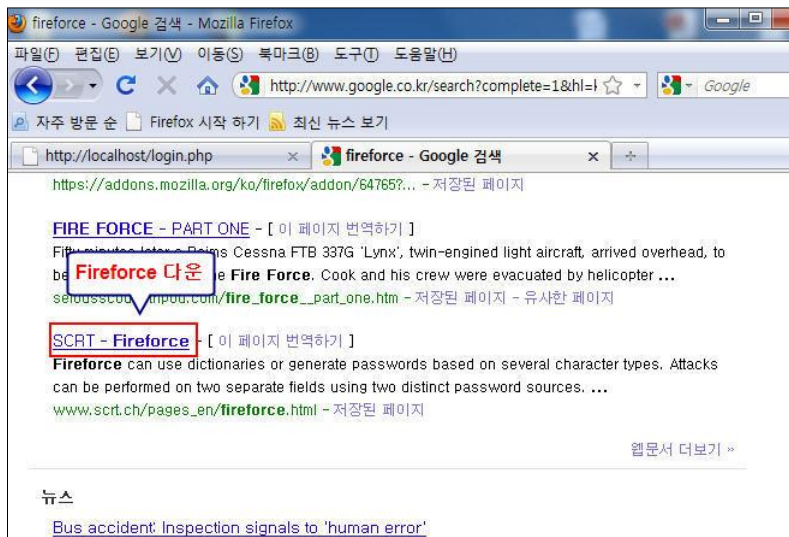 fireforce - Google 검색 - Mozilla Firefox
파일(F) 편집(E) 보기(V) 이동(S) 북마크(B) 도구(T) 도움말(H)
http://www.google.co.kr/search?complete=1&hl=k
Google
자주 방문 순 Firefox 시작 하기 최신 뉴스 보기
http://localhost/login.php
fireforce - Google 검색
https://addons.mozilla.org/ko/firefox/addon/64765?... - 저장된 페이지
FIRE FORCE - PART ONE - [ 이 페이지 번역하기 ]
Fifty minutes later a Reims Cessna FTB 337G 'Lynx', twin-engined light aircraft, arrived overhead, to
be Fire Force. Cook and his crew were evacuated by helicopter ...
Fireforce 다운
selousscouts.tripod.com/fire_force__part_one.htm - 저장된 페이지 - 유사한 페이지
SCRT - Fireforce - [ 이 페이지 번역하기 ]
Fireforce can use dictionaries or generate passwords based on several character types. Attacks
can be performed on two separate fields using two distinct password sources. ...
www.scrt.ch/pages_en/fireforce.html - 저장된 페이지
웹문서 더보기 »
뉴스
Bus accident: Inspection signals to 'human error'